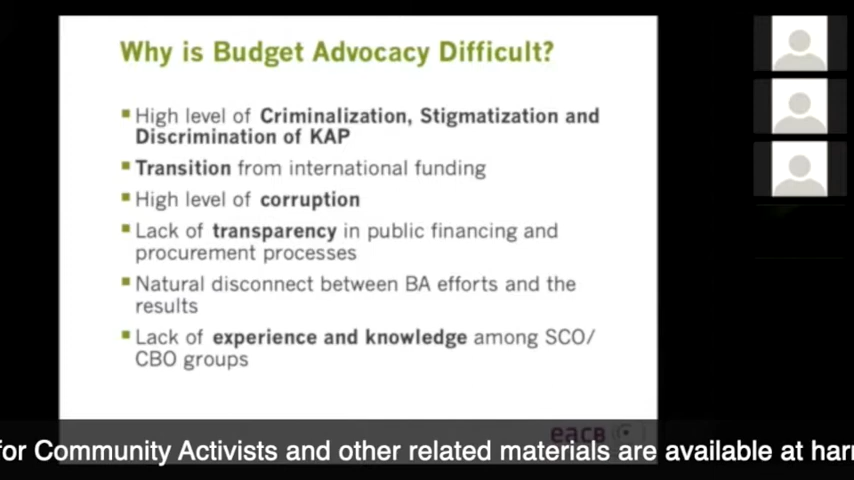 Why is Budget Advocacy Difficult?
▪ High level of Criminalization, Stigmatization and
Discrimination of KAP
▪ Transition from international funding
▪ High level of corruption
▪ Lack of transparency in public financing and
procurement processes
▪ Natural disconnect between BA efforts and the
results
▪ Lack of experience and knowledge among SCO/
CBO groups
eacB
for Community Activists and other related materials are available at harr